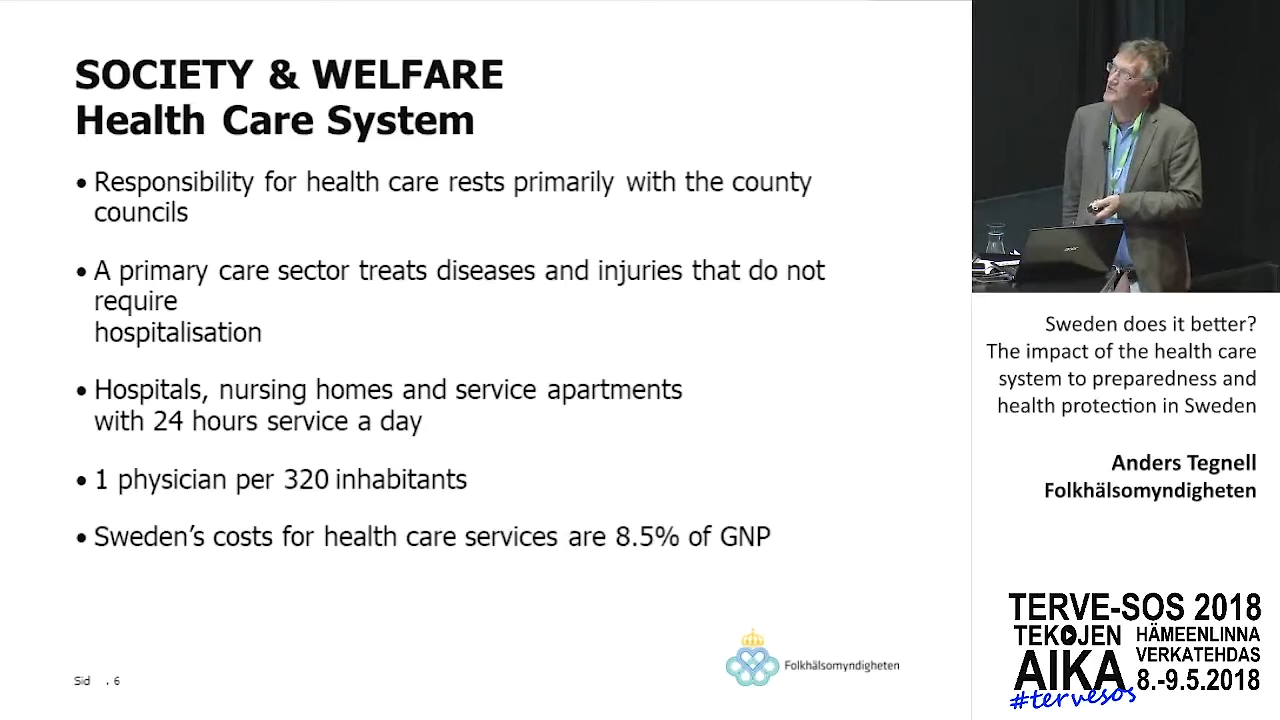 SOCIETY & WELFARE
Health Care System
• Responsibility for health care rests primarily with the county
councils
• A primary care sector treats diseases and injuries that do not
require
hospitalisation
• Hospitals, nursing homes and service apartments
with 24 hours service a day
• 1 physician per 320 inhabitants
• Sweden’s costs for health care services are 8.5% of GNP
Sid . 6
Folkhälsomyndigheten
Sweden does it better?
The impact of the health care
system to preparedness and
health protection in Sweden
Anders Tegnell
Folkhälsomyndigheten
TERVE-SOS 2018
TEKOJEN
AIKA
HÄMEENLINNA
VERKATEHDAS
8.-9.5.2018
#tervesos
acer